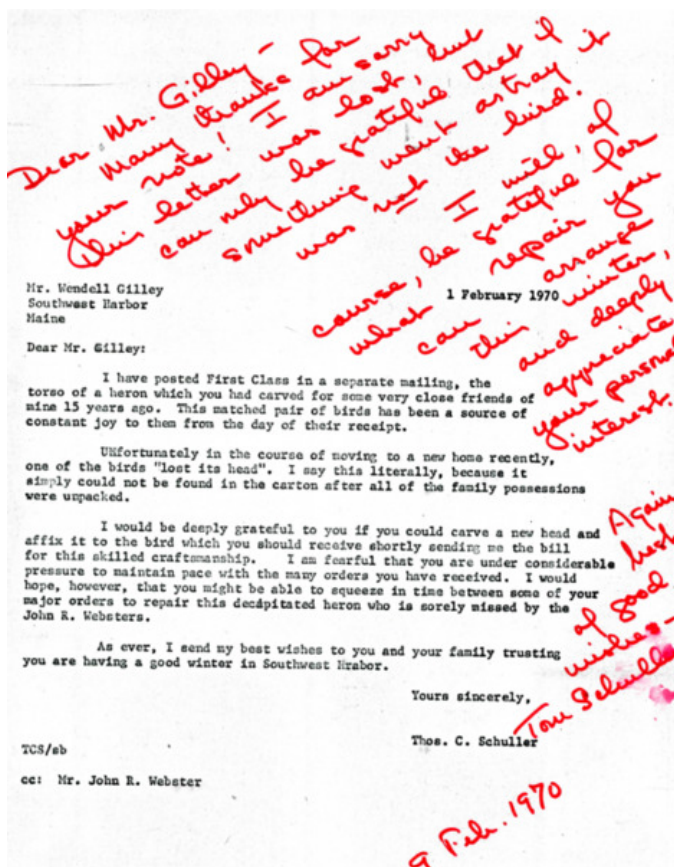 Dear Mr. Gilley –
Many thanks for
your note! I am sorry
this letter was lost, but
can only be grateful that if
something went astray it
was not the bird.
I will, of
course, be grateful for
what repair you
can arrange
this winter,
and deeply
appreciate
your personal
interest.
Again
best
of good
wishes –
Tom Schuller
9 Feb. 1970
Mr. Wendell Gilley
Southwest Harbor
Maine
1 February 1970
Dear Mr. Gilley:
I have posted First Class in a separate mailing, the
torso of a heron which you had carved for some very close friends of
mine 15 years ago. This matched pair of birds has been a source of
constant joy to them from the day of their receipt.
UNfortunately in the course of moving to a new home recently,
one of the birds "lost its head". I say this literally, because it
simply could not be found in the carton after all of the family possessions
were unpacked.
I would be deeply grateful to you if you could carve a new head and
affix it to the bird which you should receive shortly sending me the bill
for this skilled craftsmanship. I am fearful that you are under considerable
pressure to maintain pace with the many orders you have received. I would
hope, however, that you might be able to squeeze in time between some of your
major orders to repair this decipitated heron who is sorely missed by the
John R. Websters.
As ever, I send my best wishes to you and your family trusting
you are having a good winter in Southwest Hrabor.
Yours sincerely,
Thos. C. Schuller
TCS/sb
cc: Mr. John R. Webster